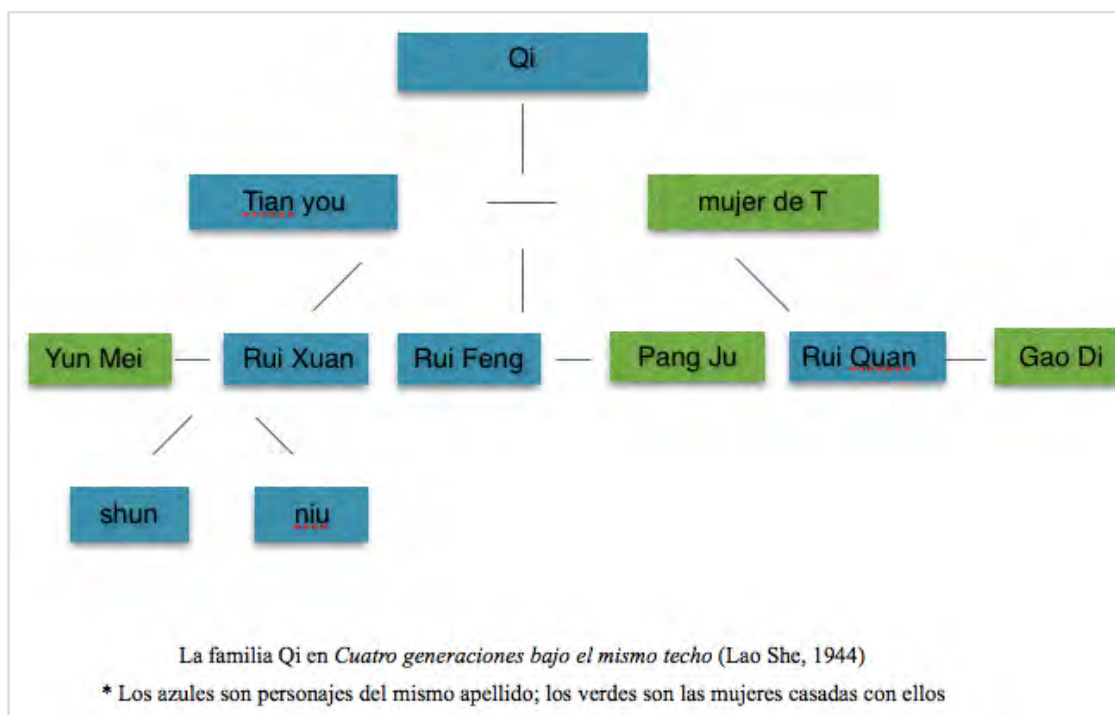 Qi
Tian you
mujer de T
Yun Mei
Rui Xuan
Rui Feng
Pang Ju
Rui Quan
Gao Di
shun
niu
La familia Qi en Cuatro generaciones bajo el mismo techo (Lao She, 1944)
* Los azules son personajes del mismo apellido; los verdes son las mujeres casadas con ellos